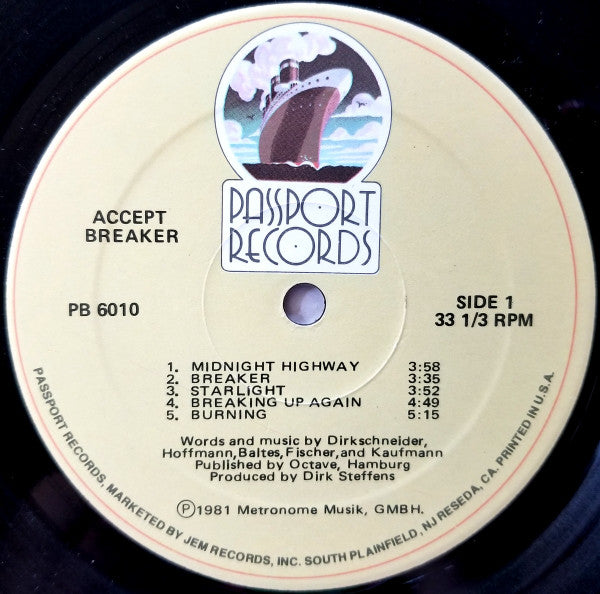 PASSPORT
RECORDS
ACCEPT
BREAKER
PB 6010
SIDE 1
33 1/3 RPM
1. MIDNIGHT HIGHWAY 3:58
2. BREAKER 3:35
3. STARLIGHT 3:52
4. BREAKING UP AGAIN 4:49
5. BURNING 5:15
Words and music by Dirkschneider,
Hoffmann, Baltes, Fischer, and Kaufmann
Published by Octave, Hamburg
Produced by Dirk Steffens
Ⓟ1981 Metronome Musik, GMBH.
PASSPORT RECORDS, MARKETED BY JEM RECORDS, INC. SOUTH PLAINFIELD, NJ RESEDA, CA. PRINTED IN U.S.A.